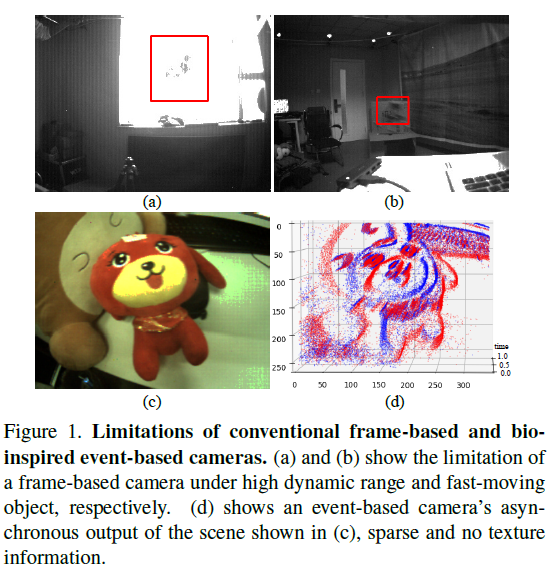 (a)
(b)
0
50
100
150
200
250
0
50
100
150
200
250
300
time
1.0
0.5
0.0
(c)
(d)
Figure 1. Limitations of conventional frame-based and bio-
inspired event-based cameras. (a) and (b) show the limitation of
a frame-based camera under high dynamic range and fast-moving
object, respectively. (d) shows an event-based camera's asyn-
chronous output of the scene shown in (c), sparse and no texture
information.